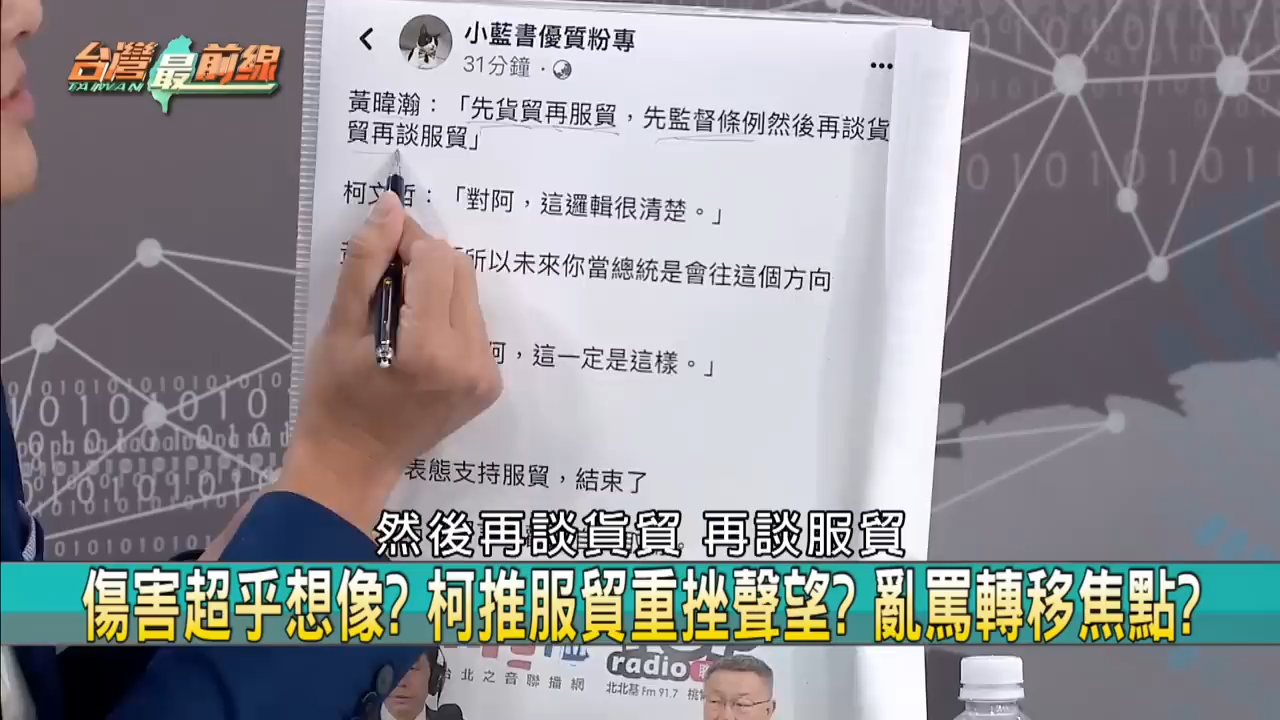 台灣最前線
TAIWAN
小藍書優質粉專
31分鐘·
黃暐瀚：「先貨貿再服貿，先監督條例然後再談貨
貿再談服貿」
柯文哲：「對阿，這邏輯很清楚。」
所以未來你當總統是會往這個方向
阿，這一定是這樣。」
表態支持服貿，結束了
然後再談貨貿 再談服貿
傷害超乎想像? 柯推服貿重挫聲望? 亂罵轉移焦點?
radio
台北之音聯播網
北北基Fm 91.7